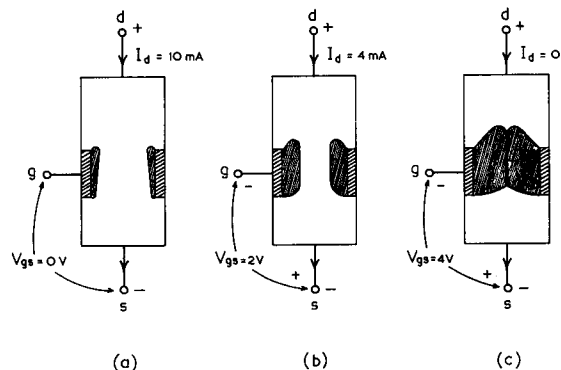 d
+
I_d = 10 mA
g
V_gs = 0 V
−
s
(a)
d
+
I_d = 4 mA
g
−
V_gs = 2V
+
−
s
(b)
d
+
I_d = 0
g
−
V_gs = 4V
+
−
s
(c)